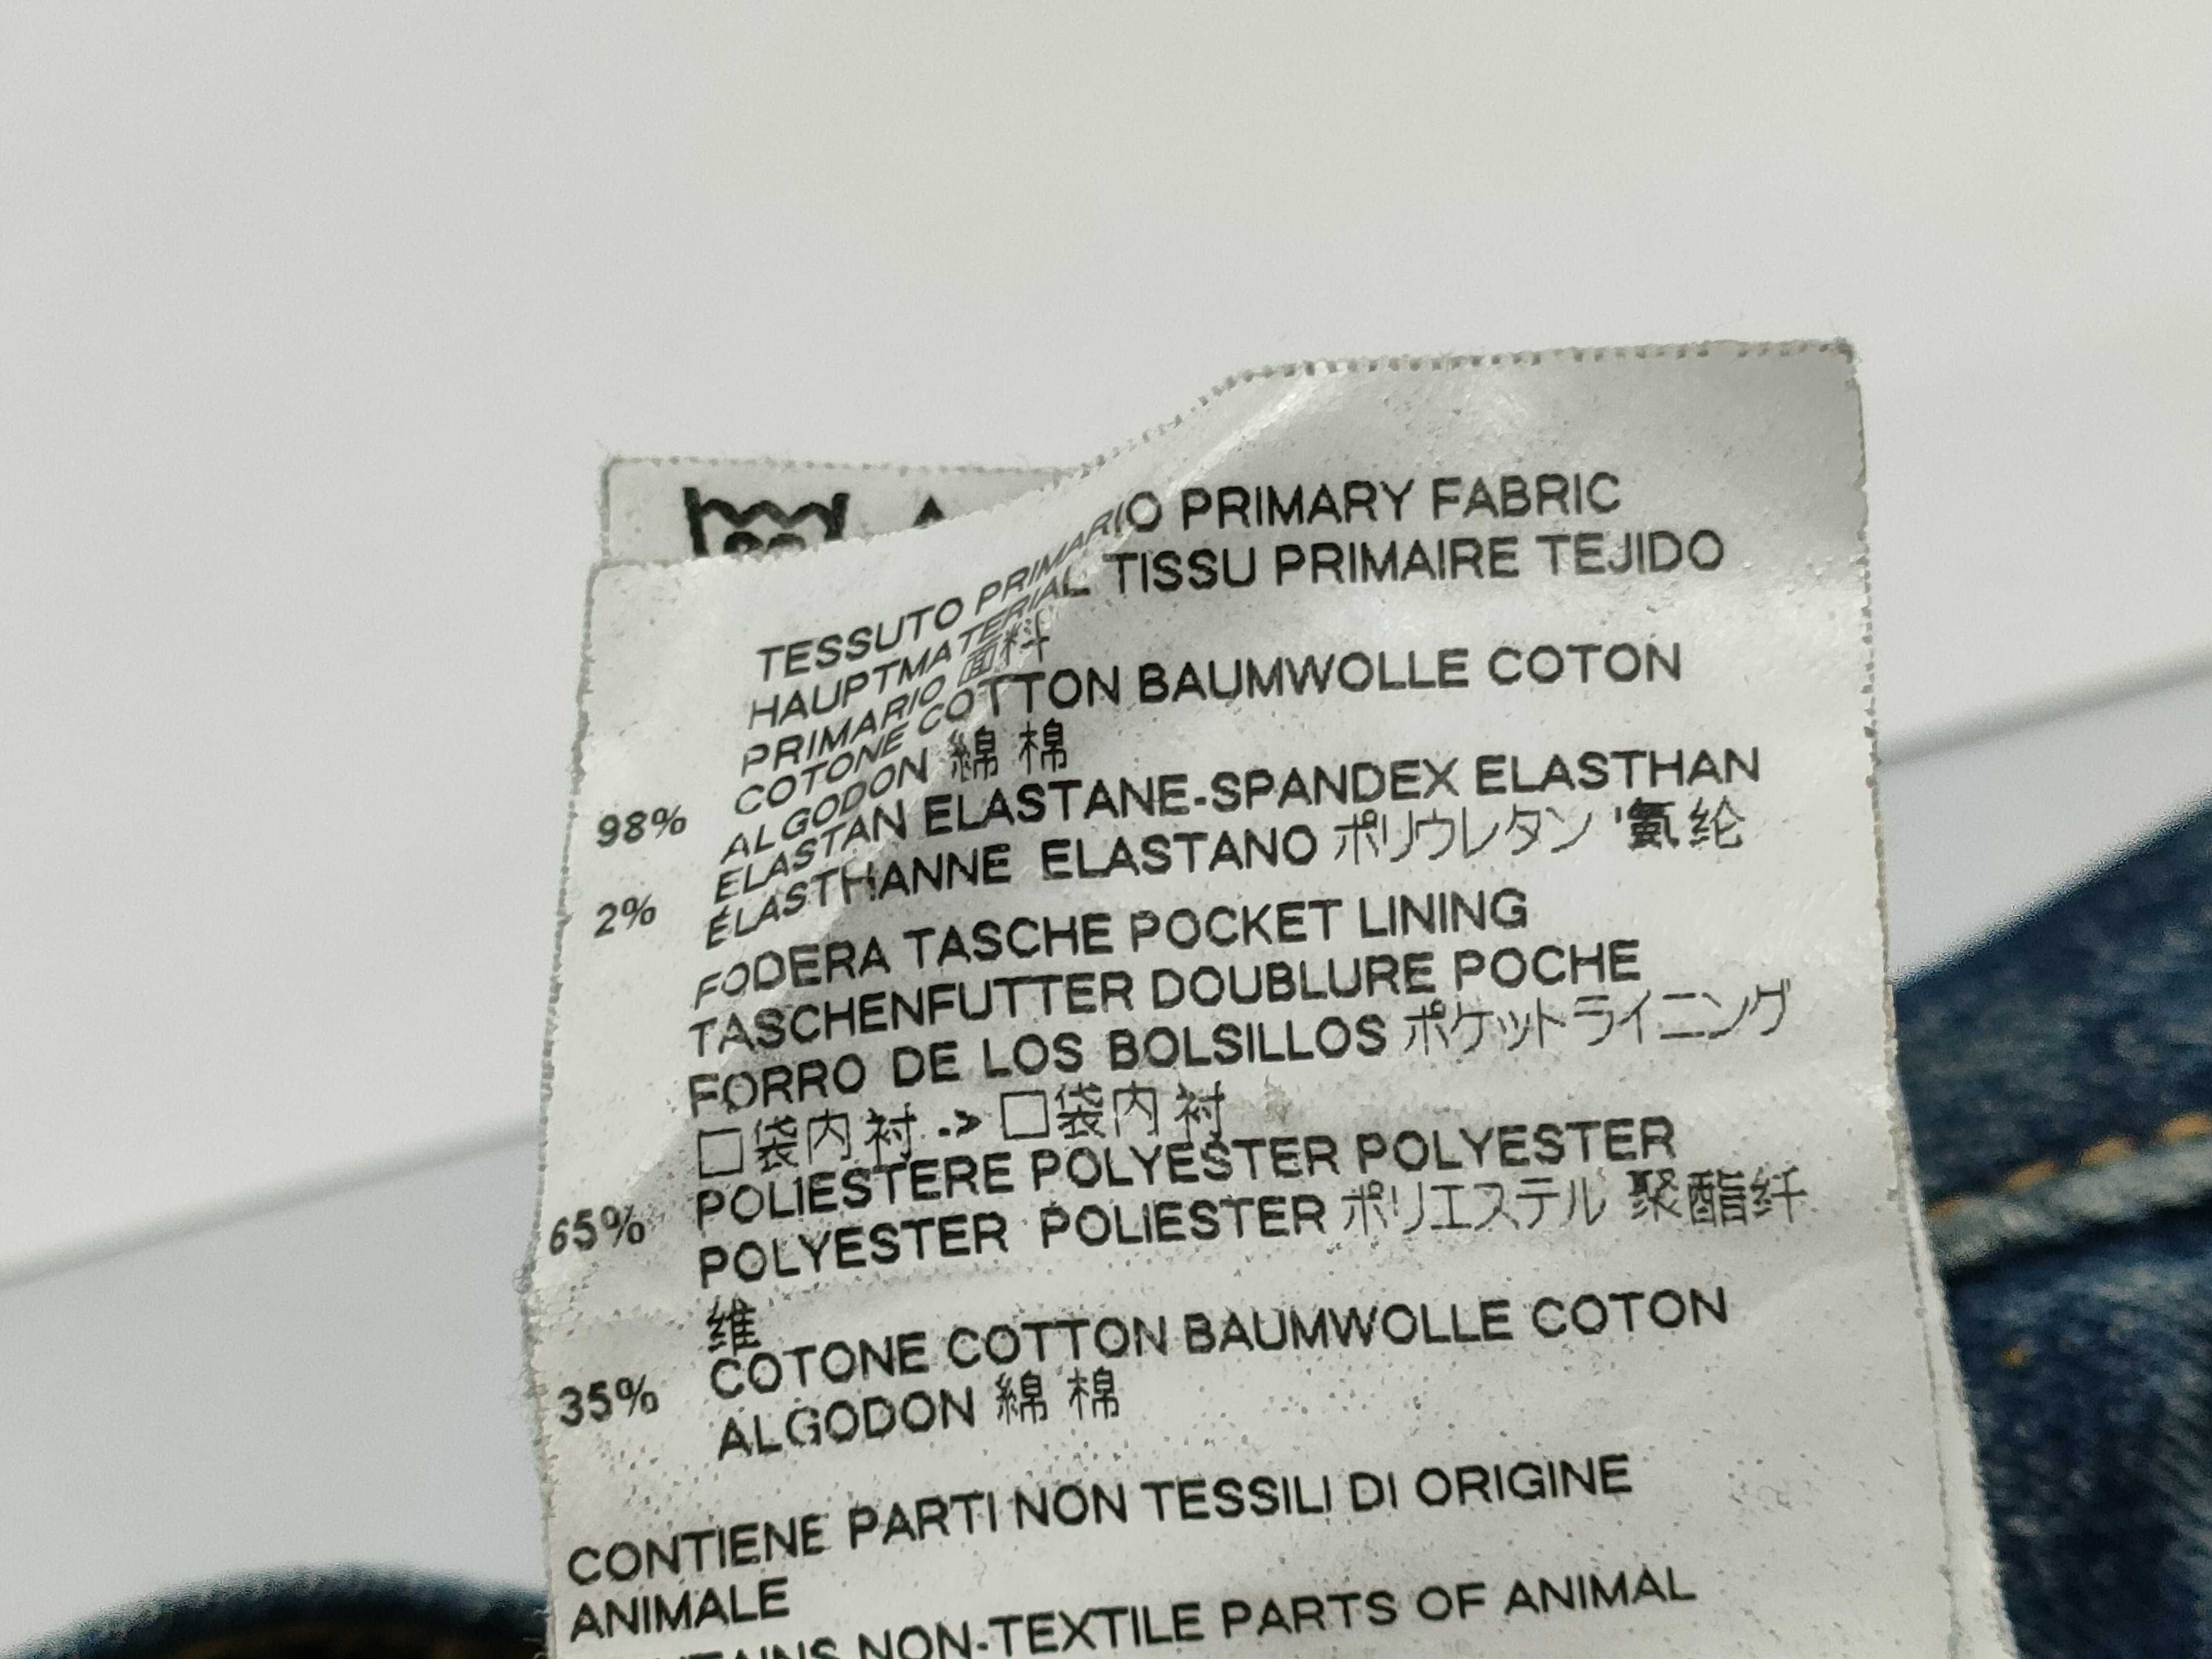 TESSUTO PRIMARIO PRIMARY FABRIC
HAUPTMATERIAL TISSU PRIMAIRE TEJIDO
PRIMARIO 面料
98% COTONE COTTON BAUMWOLLE COTON
ALGODON 綿 棉
2% ELASTAN ELASTANE-SPANDEX ELASTHAN
ÉLASTHANNE ELASTANO ポリウレタン 氨纶
FODERA TASCHE POCKET LINING
TASCHENFUTTER DOUBLURE POCHE
FORRO DE LOS BOLSILLOS ポケットライニング
口袋内衬 -> 口袋内衬
65% POLIESTERE POLYESTER POLYESTER
POLYESTER POLIESTER ポリエステル 聚酯纤
维
35% COTONE COTTON BAUMWOLLE COTON
ALGODON 綿 棉
CONTIENE PARTI NON TESSILI DI ORIGINE
ANIMALE
NON-TEXTILE PARTS OF ANIMAL